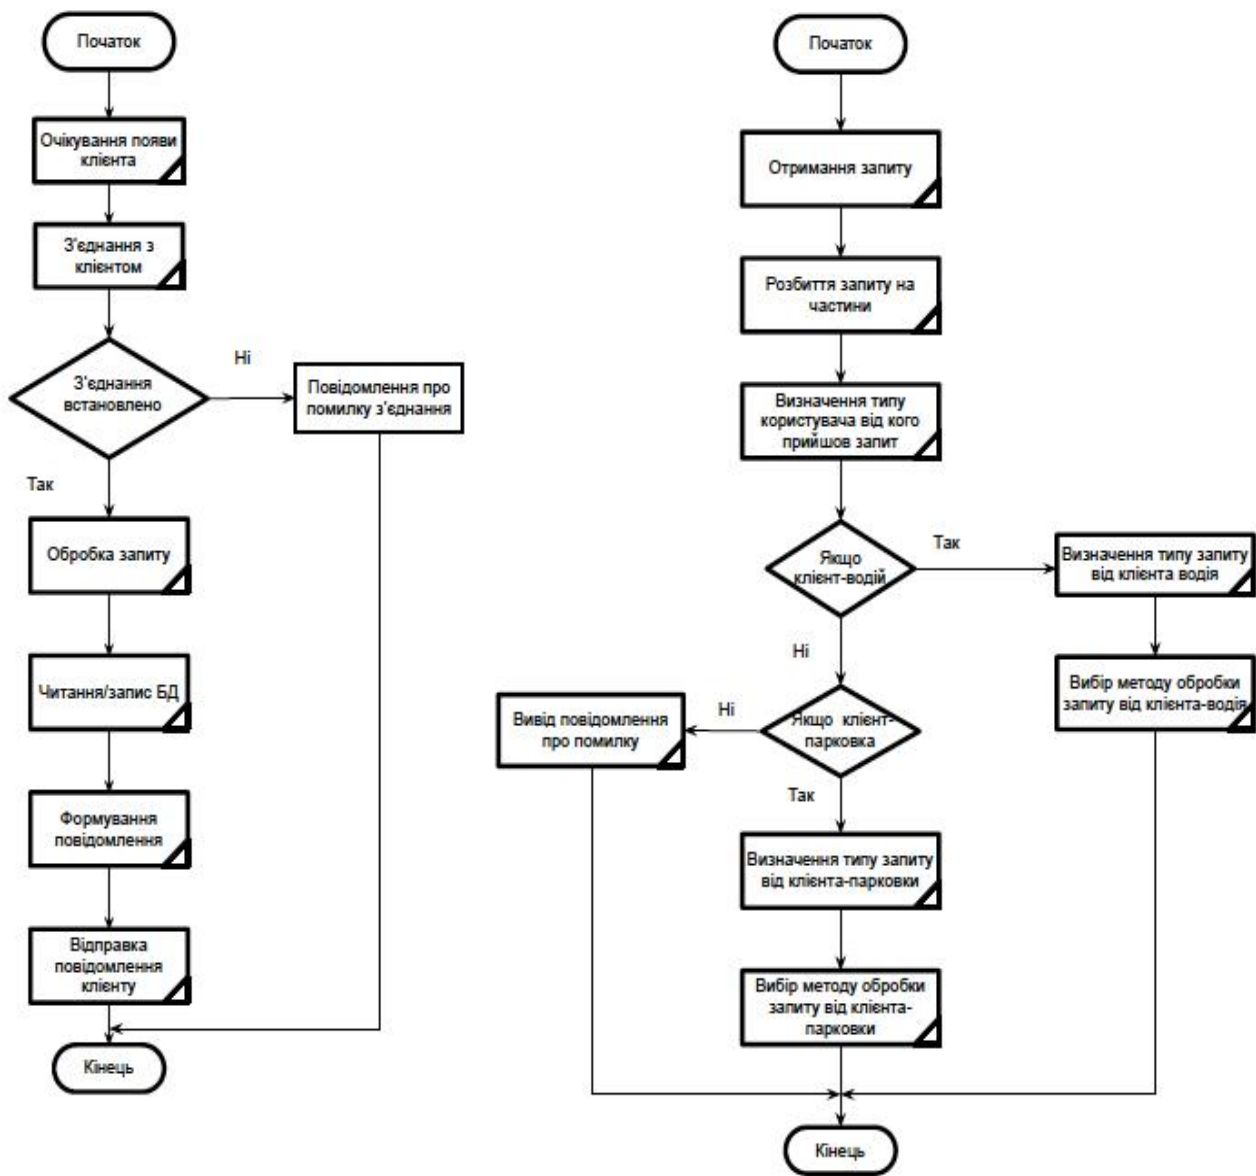 Початок
Очікування появи
клієнта
З'єднання з
клієнтом
З'єднання
встановлено
Ні
Повідомлення про
помилку з'єднання
Так
Обробка запиту
Читання/запис БД
Формування
повідомлення
Відправка
повідомлення
клієнту
Кінець
Початок
Отримання запиту
Розбиття запиту на
частини
Визначення типу
користувача від кого
прийшов запит
Якщо
клієнт-водій
Так
Визначення типу запиту
від клієнта водія
Вибір методу обробки
запиту від клієнта-водія
Ні
Якщо клієнт-
парковка
Ні
Вивід повідомлення
про помилку
Так
Визначення типу запиту
від клієнта-парковки
Вибір методу обробки
запиту від клієнта-
парковки
Кінець